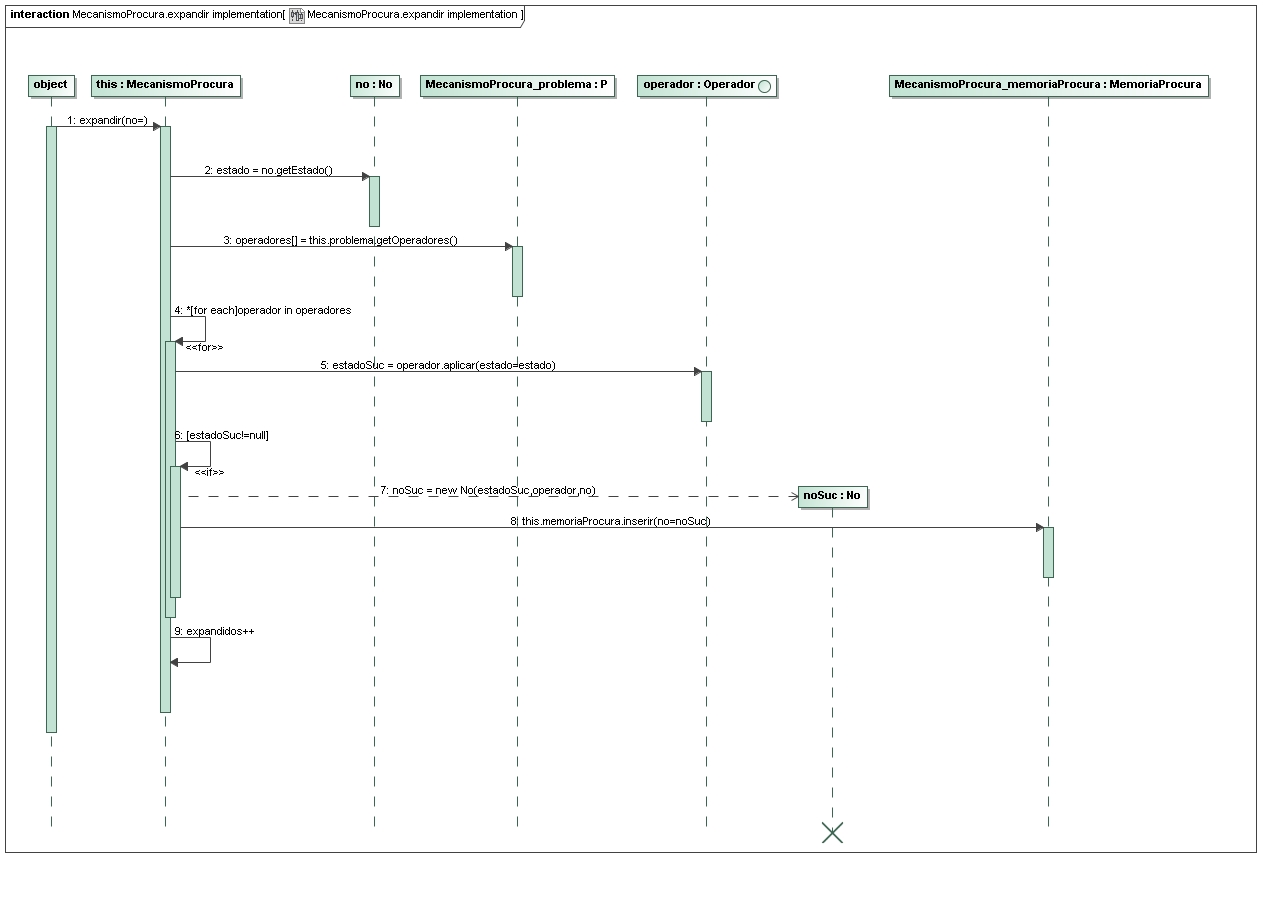 interaction MecanismoProcura.expandir implementation[ MecanismoProcura.expandir implementation ]
object
this : MecanismoProcura
no : No
MecanismoProcura_problema : P
operador : Operador
MecanismoProcura_memoriaProcura : MemoriaProcura
1: expandir(no=)
2: estado = no.getEstado()
3: operadores[] = this.problema.getOperadores()
4: *[for each]operador in operadores
<<for>>
5: estadoSuc = operador.aplicar(estado=estado)
6: [estadoSuc!=null]
<<if>>
7: noSuc = new No(estadoSuc,operador,no)
noSuc : No
8: this.memoriaProcura.inserir(no=noSuc)
9: expandidos++